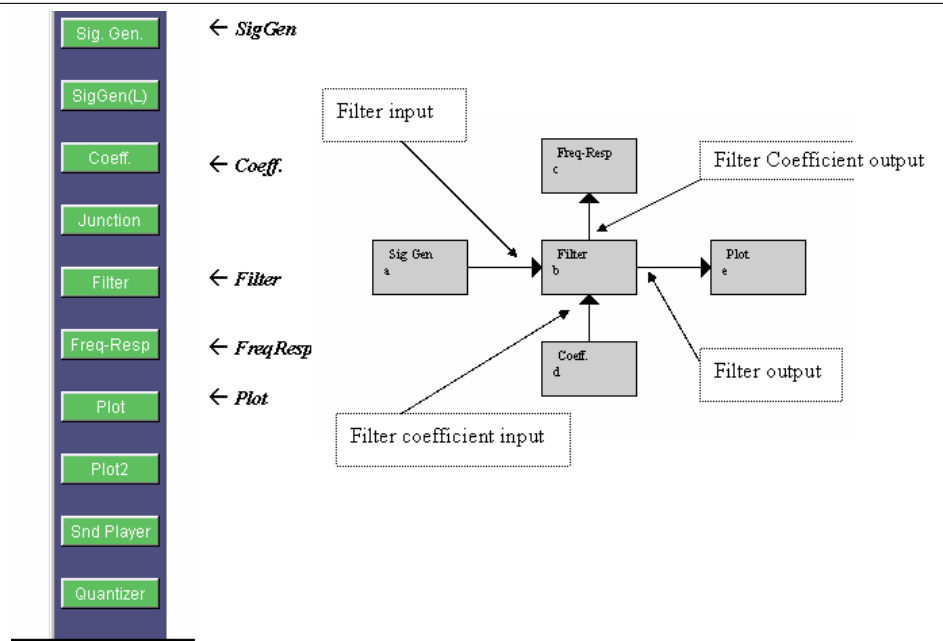 Sig. Gen.
← SigGen
SigGen(L)
Coeff.
← Coeff.
Junction
Filter
← Filter
Freq-Resp
← FreqResp
Plot
← Plot
Plot2
Snd Player
Quantizer
Filter input
Freq-Resp
c
Filter Coefficient output
Sig Gen
a
Filter
b
Plot
e
Coeff.
d
Filter output
Filter coefficient input